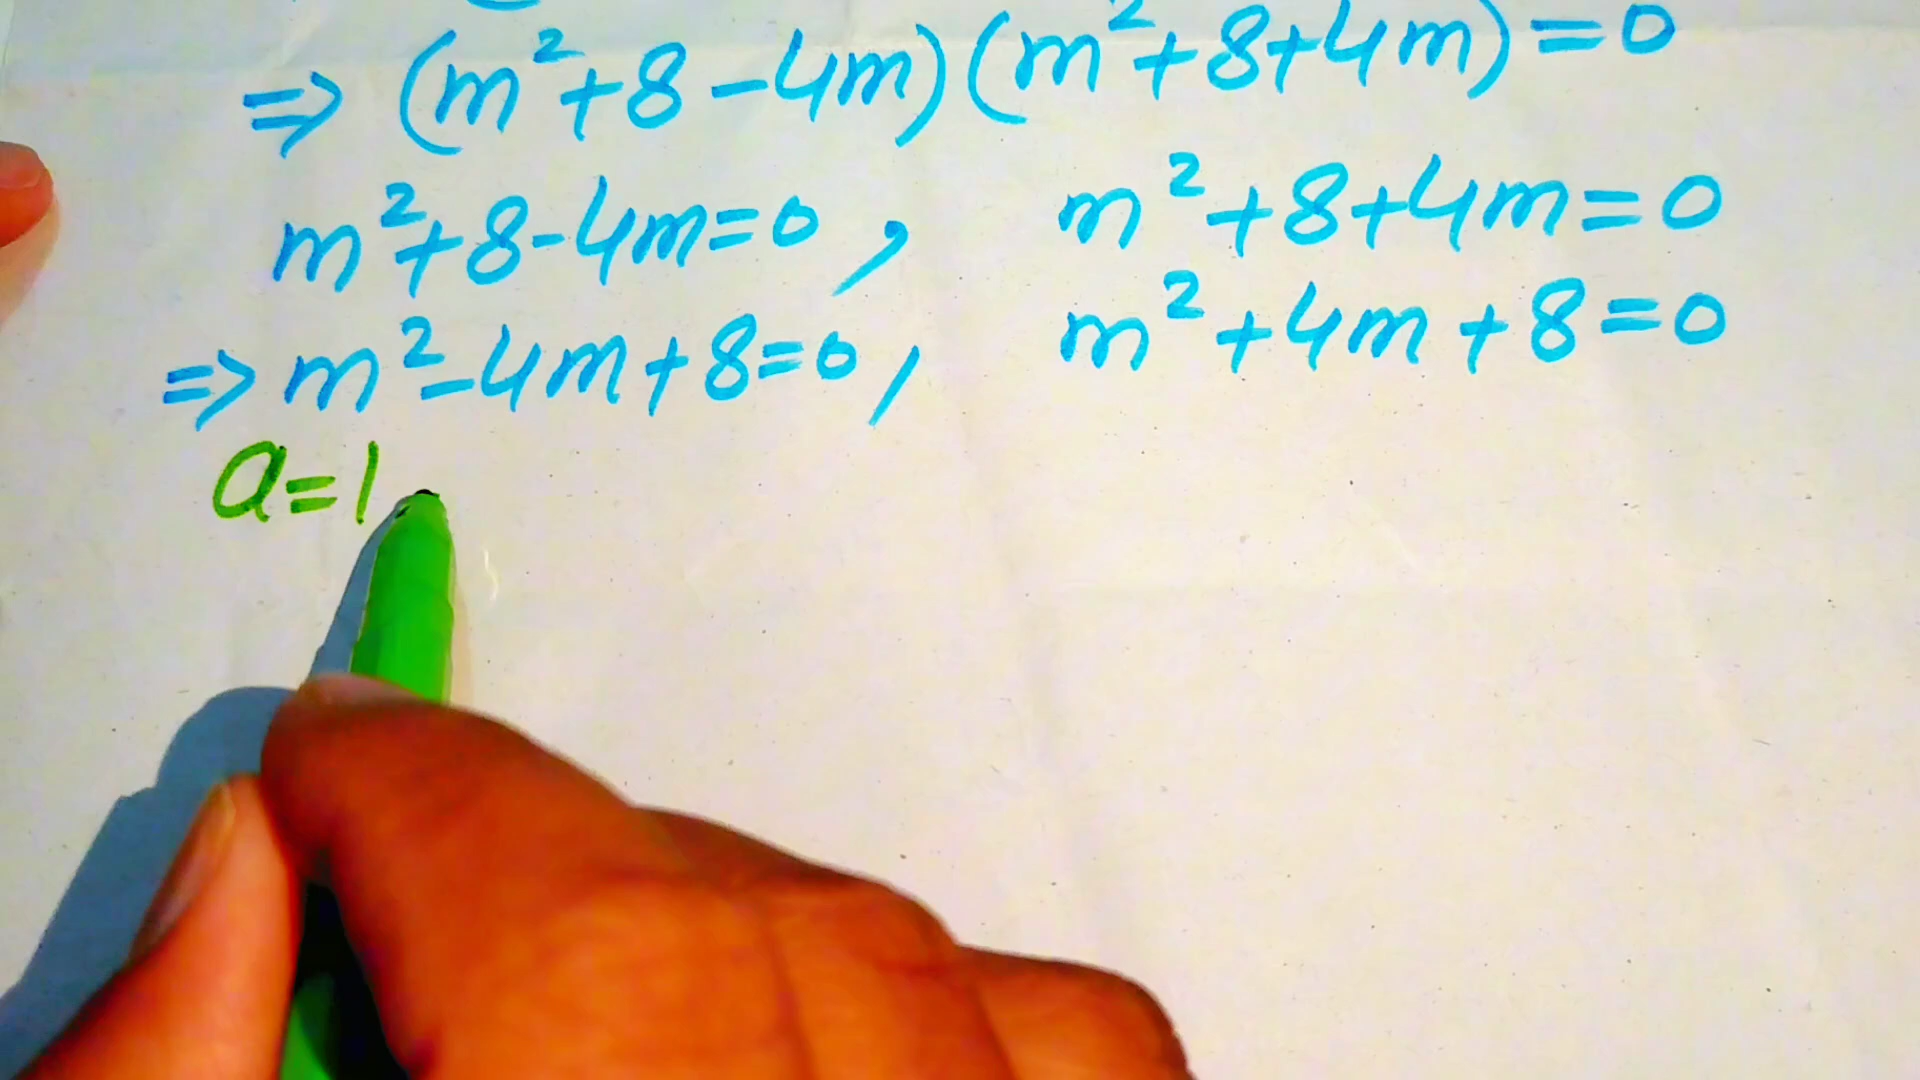 => (m²+8-4m)(m²+8+4m)=0
m²+8-4m=0, m²+8+4m=0
=> m²-4m+8=0, m²+4m+8=0
a=1